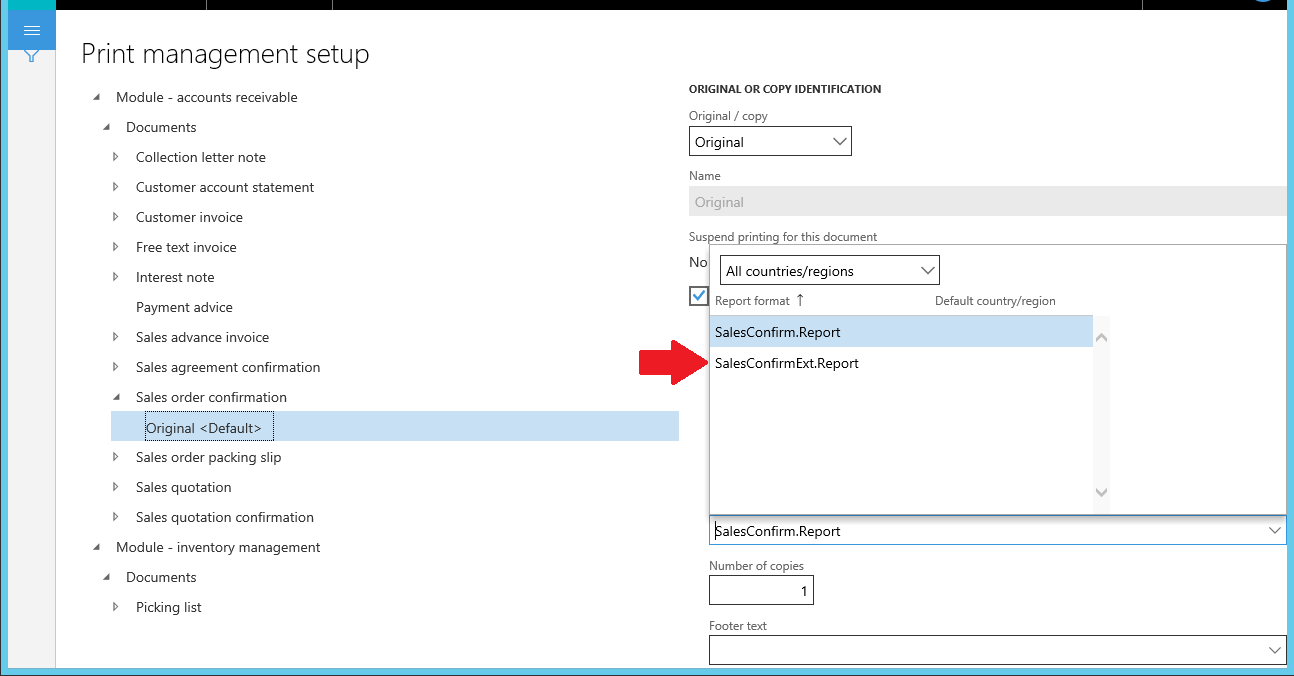 Print management setup
Module - accounts receivable
Documents
Collection letter note
Customer account statement
Customer invoice
Free text invoice
Interest note
Payment advice
Sales advance invoice
Sales agreement confirmation
Sales order confirmation
Original <Default>
Sales order packing slip
Sales quotation
Sales quotation confirmation
Module - inventory management
Documents
Picking list
ORIGINAL OR COPY IDENTIFICATION
Original / copy
Original
Name
Original
Suspend printing for this document
No
All countries/regions
Report format ↑ Default country/region
SalesConfirm.Report
SalesConfirmExt.Report
SalesConfirm.Report
Number of copies
1
Footer text